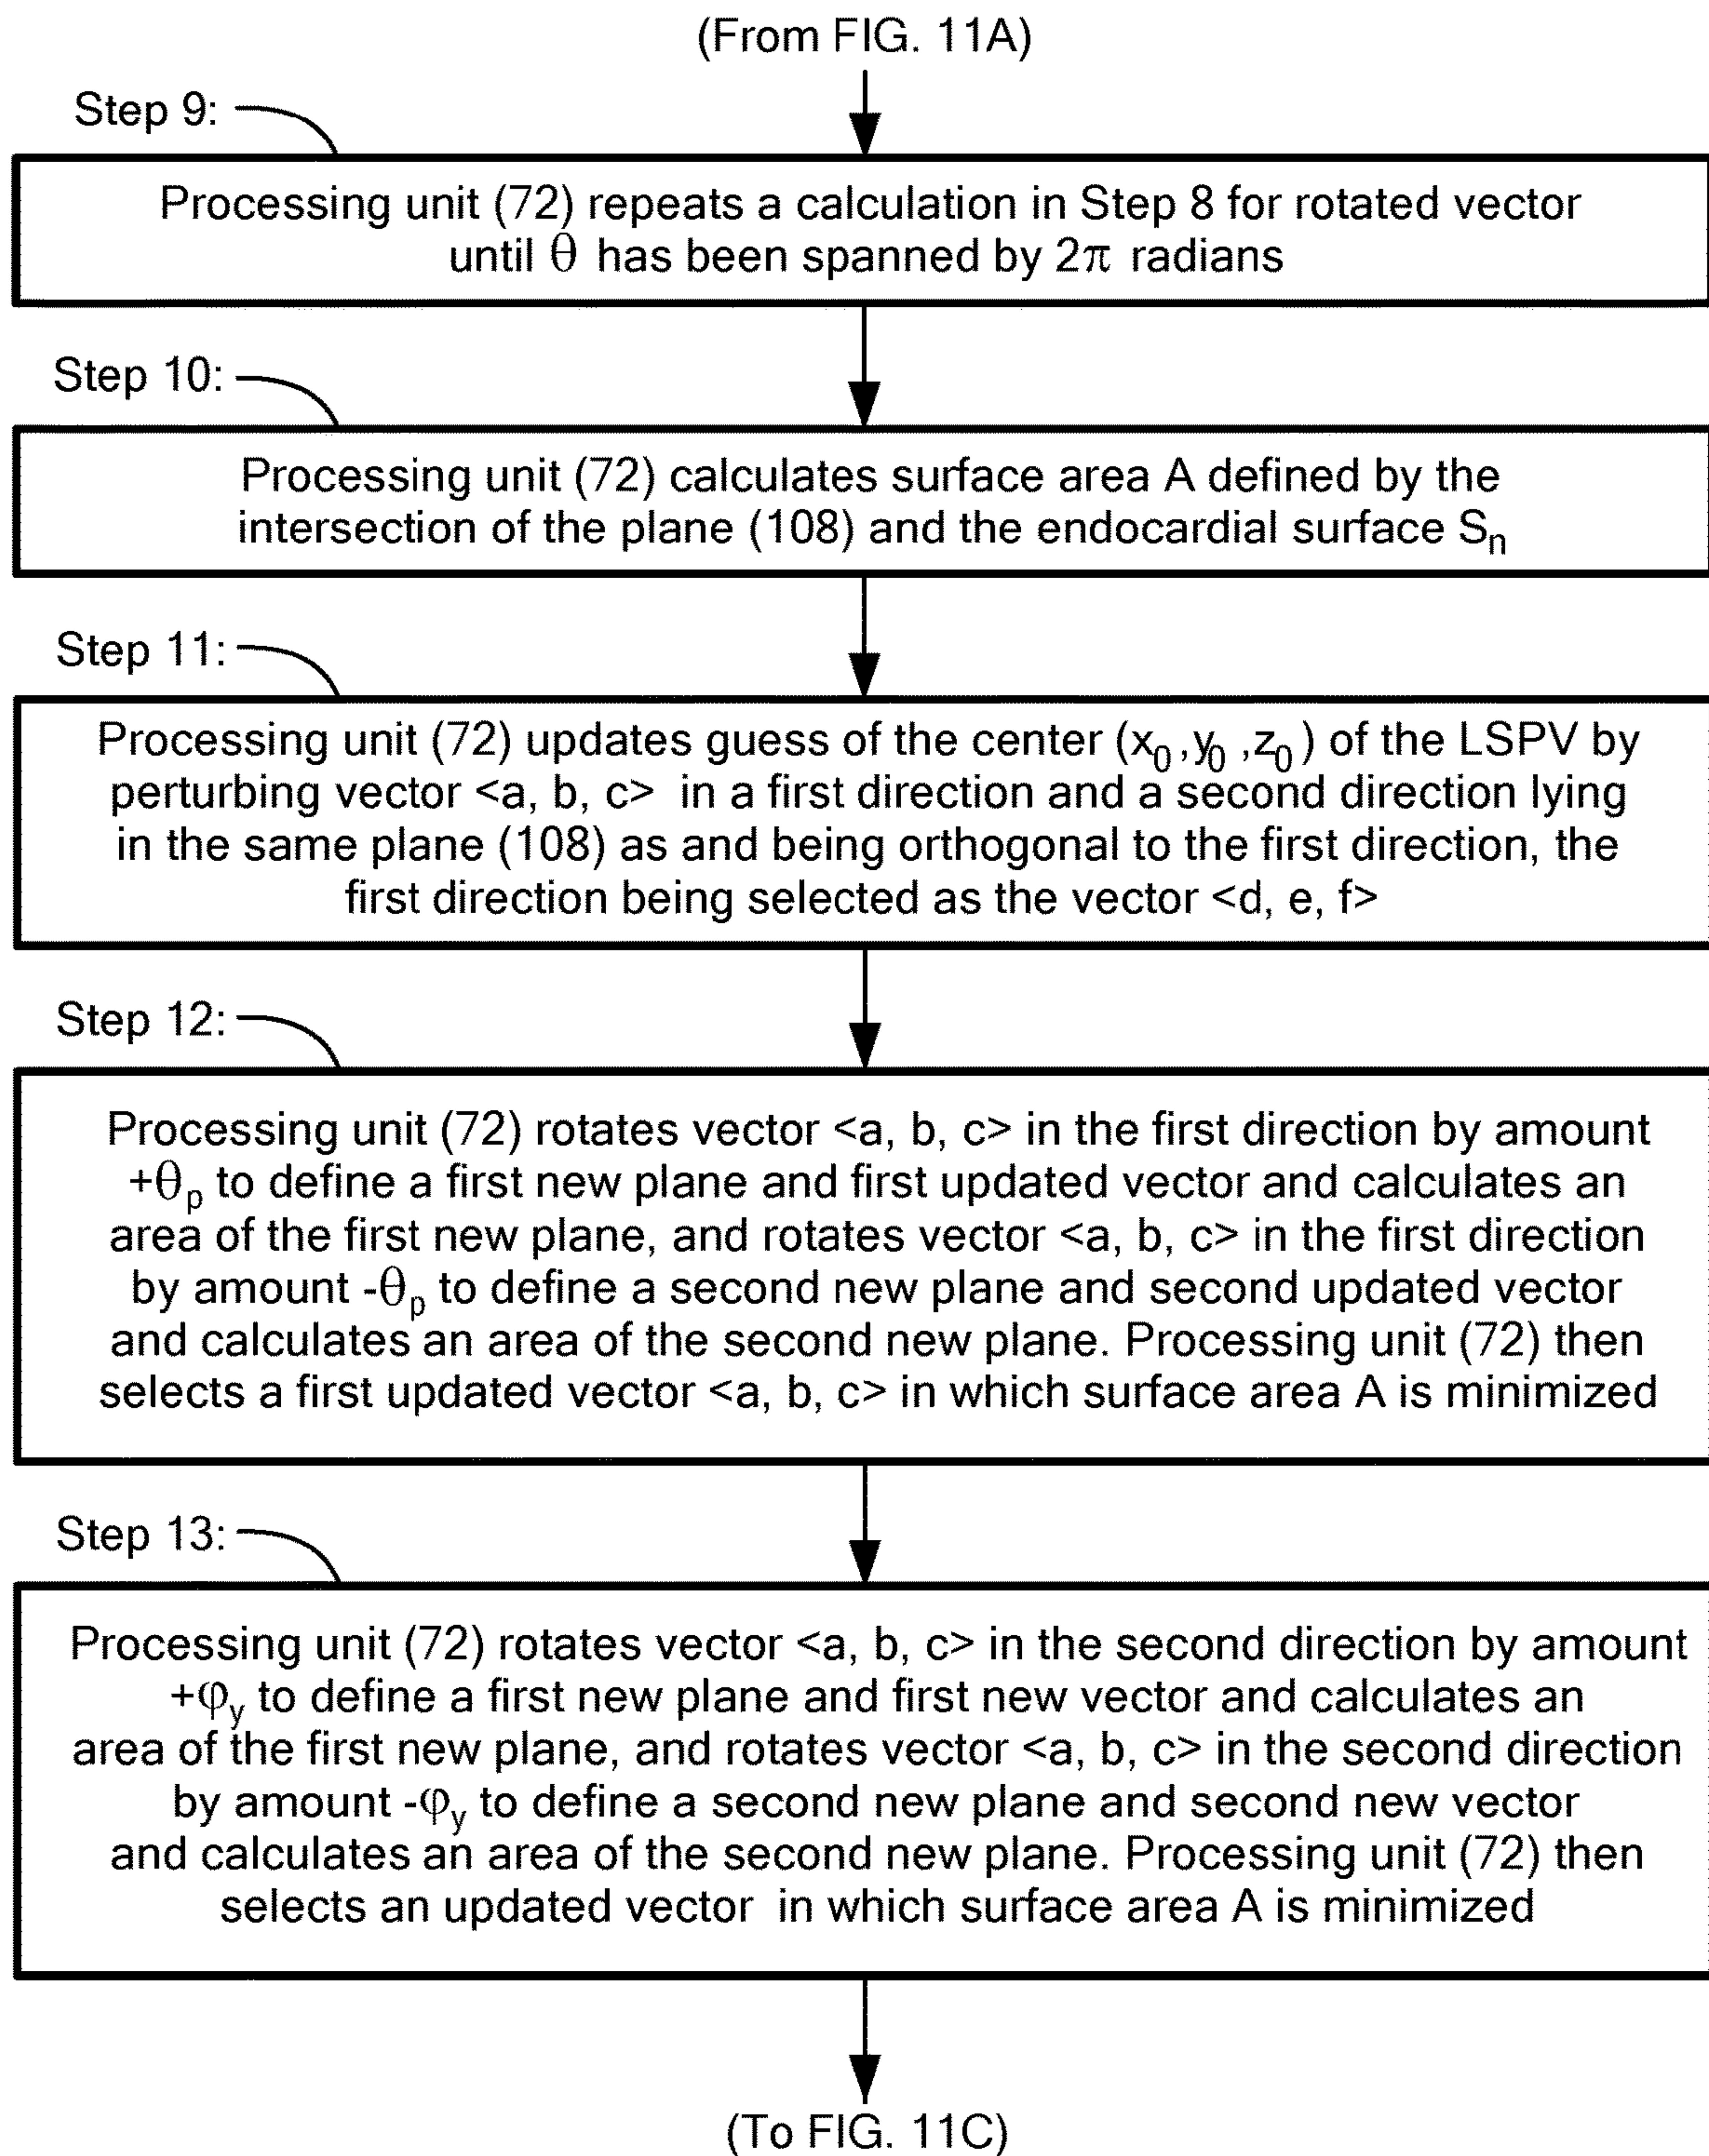 (From FIG. 11A)
Step 9:
Processing unit (72) repeats a calculation in Step 8 for rotated vector
until θ has been spanned by 2π radians
Step 10:
Processing unit (72) calculates surface area A defined by the
intersection of the plane (108) and the endocardial surface Sₙ
Step 11:
Processing unit (72) updates guess of the center (x₀,y₀ ,z₀) of the LSPV by
perturbing vector <a, b, c> in a first direction and a second direction lying
in the same plane (108) as and being orthogonal to the first direction, the
first direction being selected as the vector <d, e, f>
Step 12:
Processing unit (72) rotates vector <a, b, c> in the first direction by amount
+θₚ to define a first new plane and first updated vector and calculates an
area of the first new plane, and rotates vector <a, b, c> in the first direction
by amount -θₚ to define a second new plane and second updated vector
and calculates an area of the second new plane. Processing unit (72) then
selects a first updated vector <a, b, c> in which surface area A is minimized
Step 13:
Processing unit (72) rotates vector <a, b, c> in the second direction by amount
+φ_y to define a first new plane and first new vector and calculates an
area of the first new plane, and rotates vector <a, b, c> in the second direction
by amount -φ_y to define a second new plane and second new vector
and calculates an area of the second new plane. Processing unit (72) then
selects an updated vector in which surface area A is minimized
(To FIG. 11C)